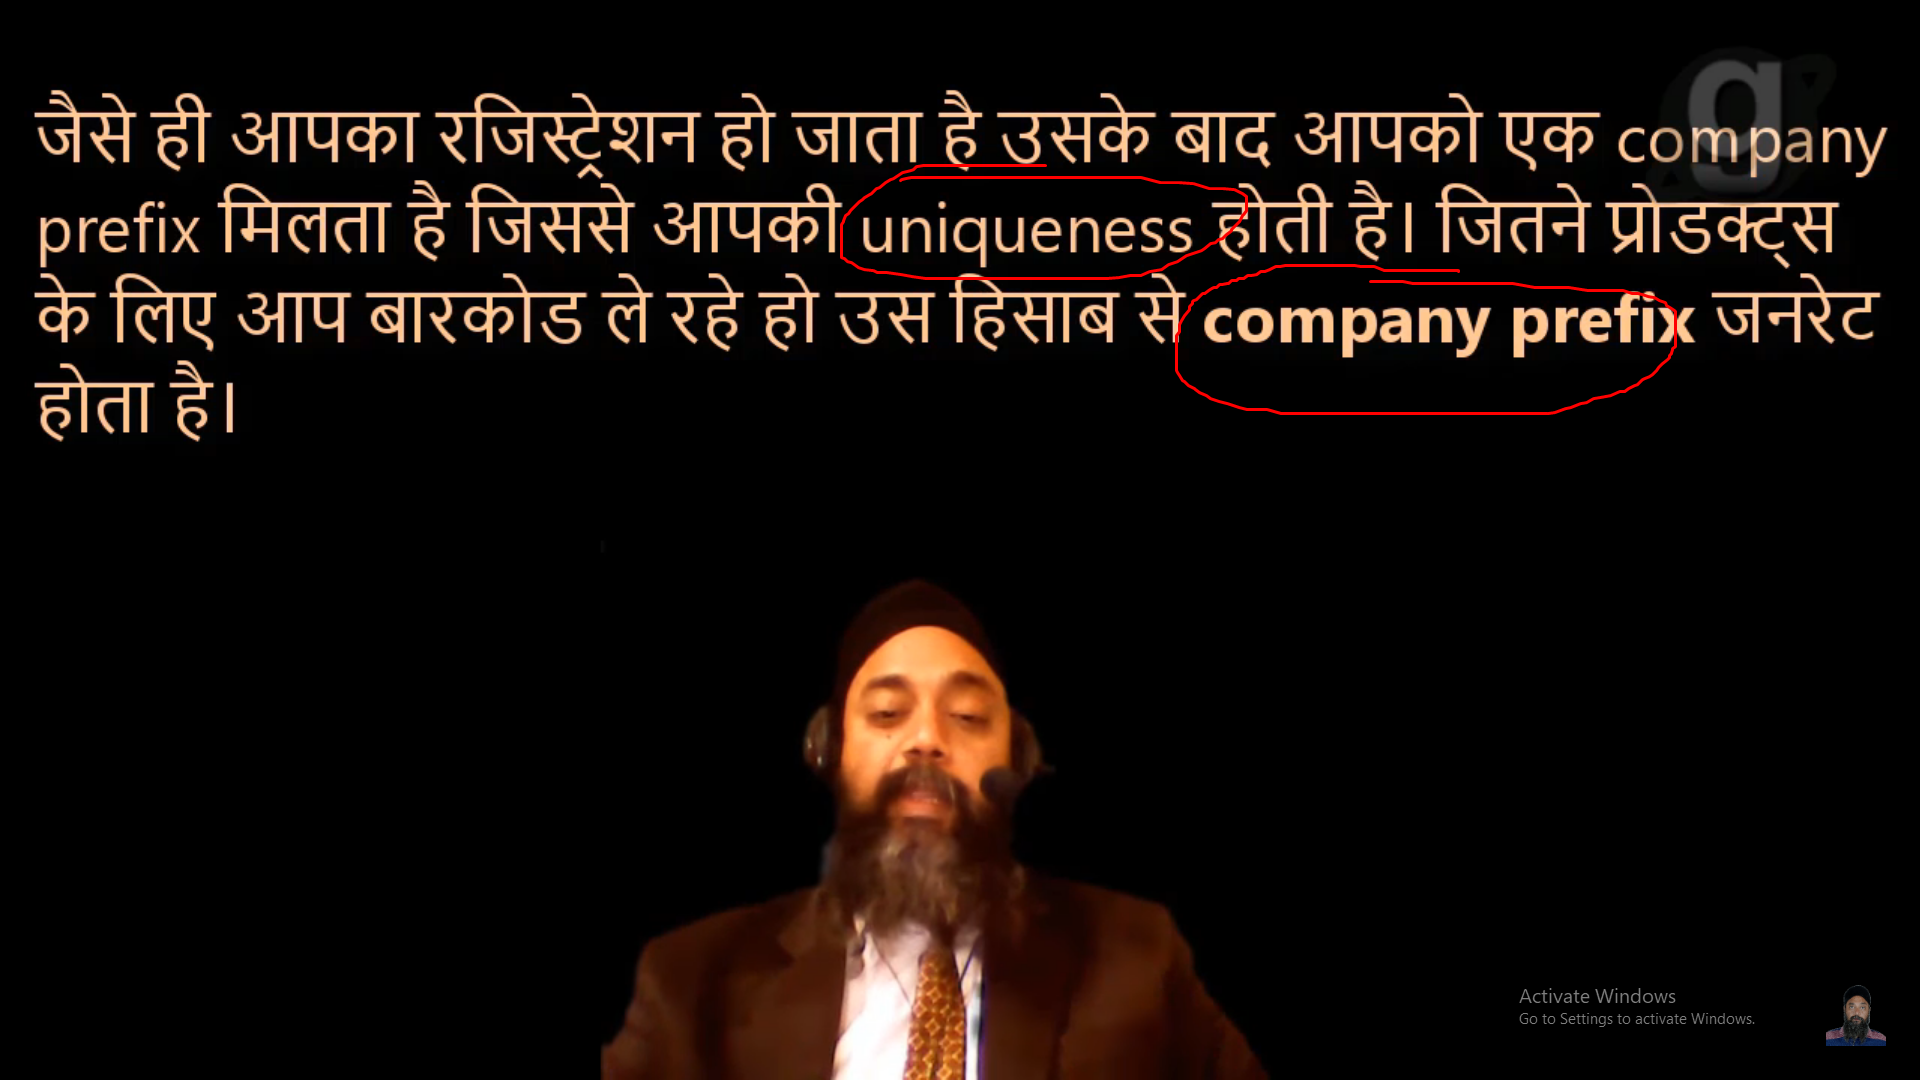 जैसे ही आपका रजिस्ट्रेशन हो जाता है उसके बाद आपको एक company
prefix मिलता है जिससे आपकी uniqueness होती है। जितने प्रोडक्ट्स
के लिए आप बारकोड ले रहे हो उस हिसाब से company prefix जनरेट
होता है।
g
Activate Windows
Go to Settings to activate Windows.